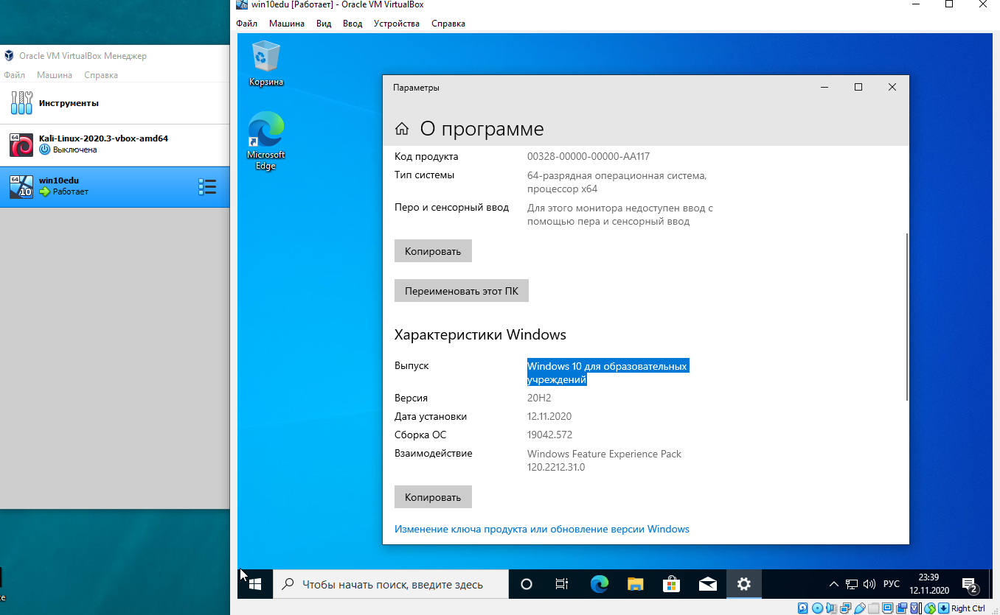 win10edu [Работает] - Oracle VM VirtualBox
Файл Машина Вид Ввод Устройства Справка
Oracle VM VirtualBox Менеджер
Файл Машина Справка
Инструменты
64
Kali-Linux-2020.3-vbox-amd64
Выключена
64
10
win10edu
Работает
Корзина
Microsoft
Edge
Параметры
О программе
Код продукта 00328-00000-00000-AA117
Тип системы 64-разрядная операционная система,
процессор x64
Перо и сенсорный ввод Для этого монитора недоступен ввод с
помощью пера и сенсорный ввод
Копировать
Переименовать этот ПК
Характеристики Windows
Выпуск Windows 10 для образовательных
учреждений
Версия 20H2
Дата установки 12.11.2020
Сборка ОС 19042.572
Взаимодействие Windows Feature Experience Pack
120.2212.31.0
Копировать
Изменение ключа продукта или обновление версии Windows
Чтобы начать поиск, введите здесь
РУС
23:39
12.11.2020
2
Right Ctrl